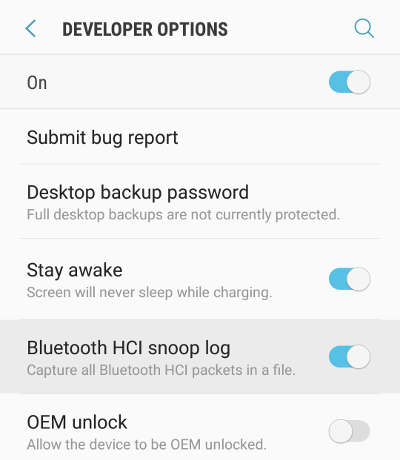 DEVELOPER OPTIONS
On
Submit bug report
Desktop backup password
Full desktop backups are not currently protected.
Stay awake
Screen will never sleep while charging.
Bluetooth HCI snoop log
Capture all Bluetooth HCI packets in a file.
OEM unlock
Allow the device to be OEM unlocked.